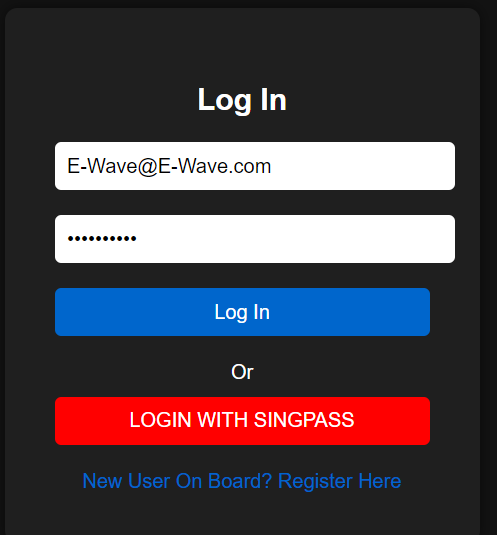 Log In
E-Wave@E-Wave.com
••••••••••
Log In
Or
LOGIN WITH SINGPASS
New User On Board? Register Here